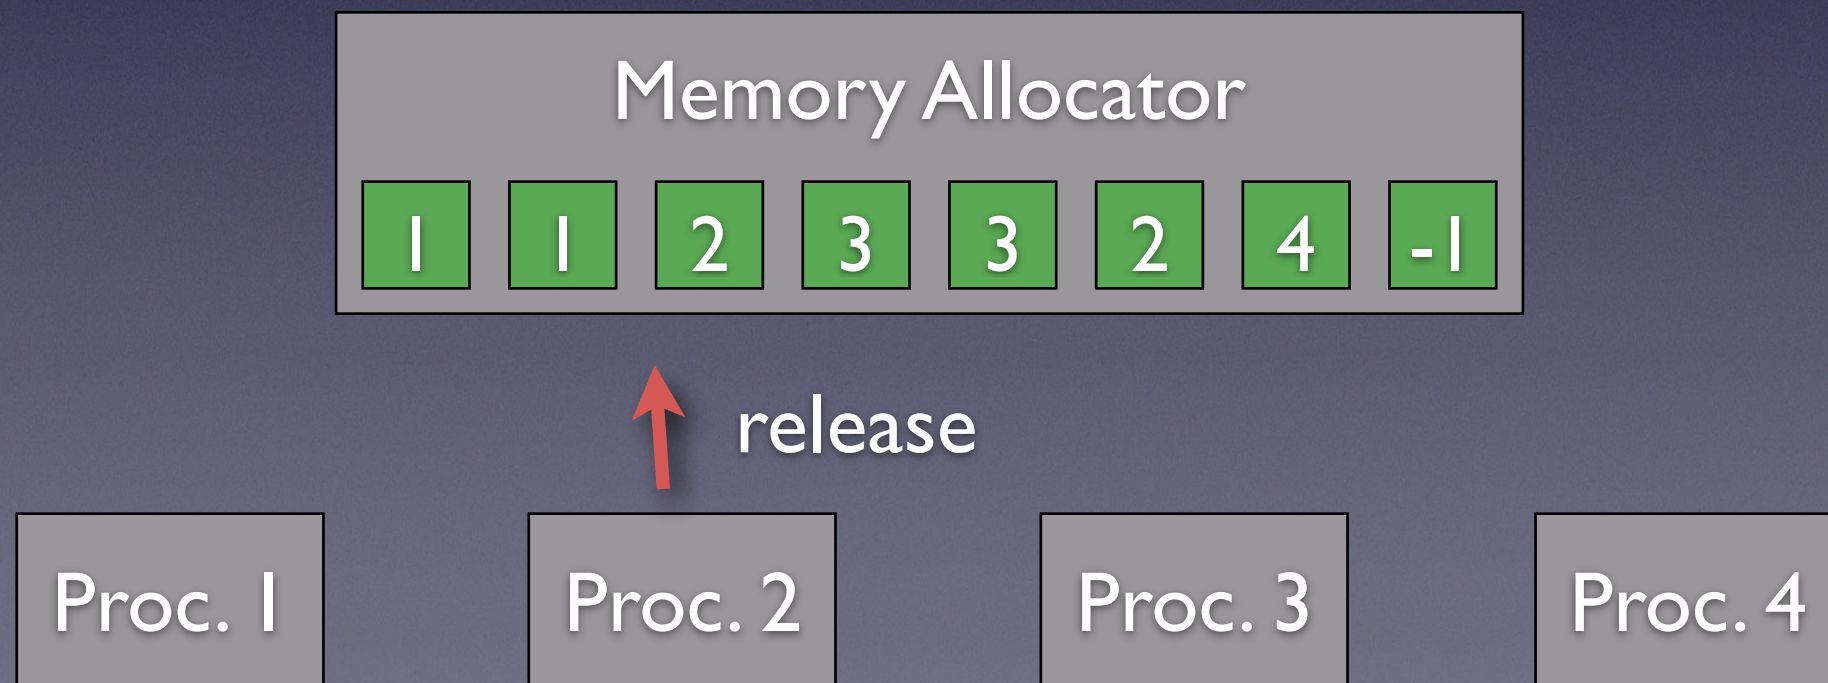 Memory Allocator
1 1 2 3 3 2 4 -1
release
Proc. 1 Proc. 2 Proc. 3 Proc. 4